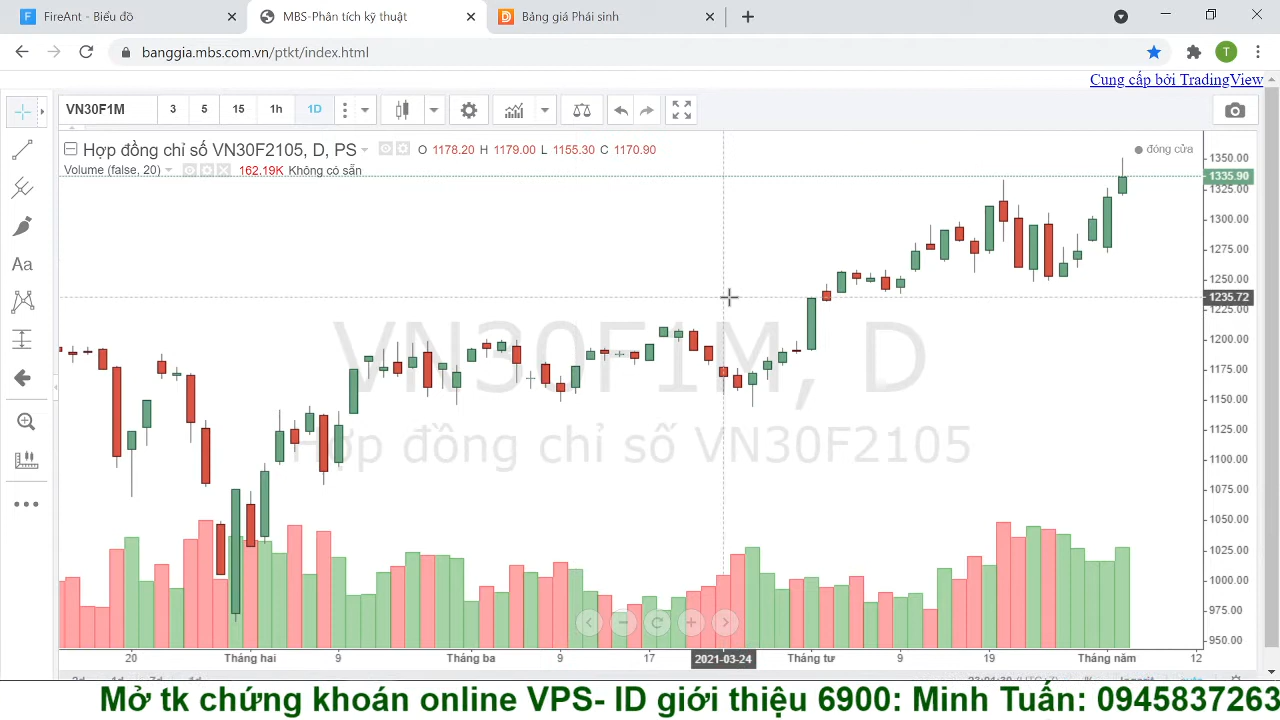 FireAnt - Biểu đồ
MBS-Phân tích kỹ thuật
Bảng giá Phái sinh
banggia.mbs.com.vn/ptkt/index.html
T
Cung cấp bởi TradingView
VN30F1M 3 5 15 1h 1D
Hợp đồng chỉ số VN30F2105, D, PS O 1178.20 H 1179.00 L 1155.30 C 1170.90
đóng cửa
Volume (false, 20) 162.19K Không có sẵn
Aa
VN30F1M, D
Hợp đồng chỉ số VN30F2105
1350.00
1335.90
1325.00
1300.00
1275.00
1250.00
1235.72
1225.00
1200.00
1175.00
1150.00
1125.00
1100.00
1075.00
1050.00
1025.00
1000.00
975.00
950.00
20 Tháng hai 9 Tháng ba 9 17 2021-03-24 Tháng tư 9 19 Tháng năm 12
Mở tk chứng khoán online VPS- ID giới thiệu 6900: Minh Tuấn: 0945837263